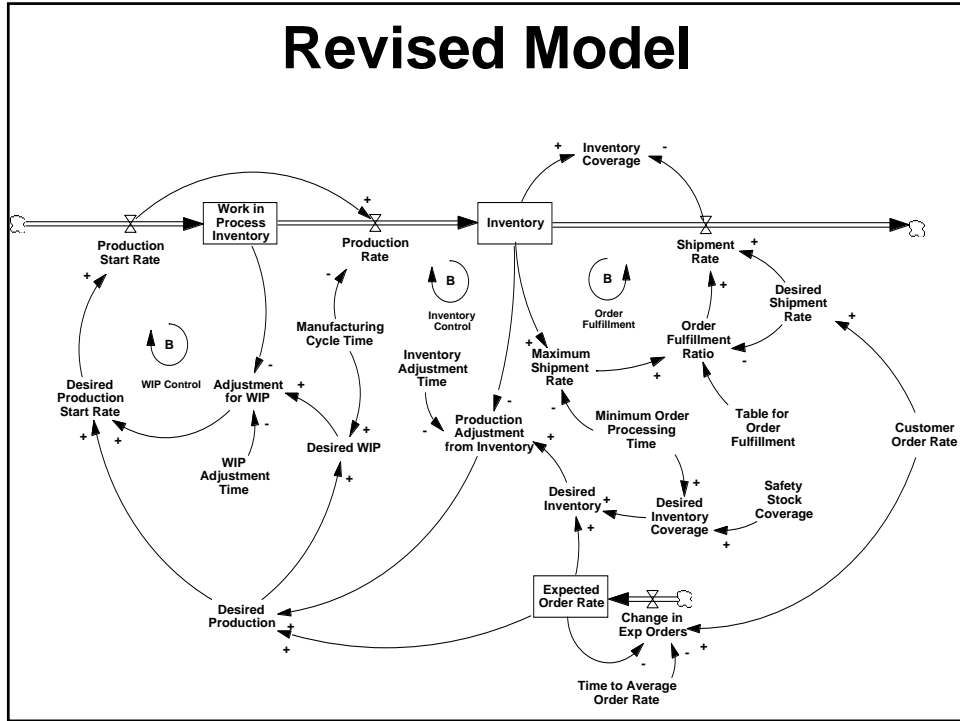 Revised Model
+
Inventory
Coverage
-
Work in
Process
Inventory
+
Inventory
Production
Start Rate
Production
Rate
Shipment
Rate
+
+
-
B
Inventory
Control
B
Order
Fulfillment
+
Desired
Shipment
Rate
+
B
WIP Control
Manufacturing
Cycle Time
Inventory
Adjustment
Time
+
Maximum
Shipment
Rate
+
Order
Fulfillment
Ratio
-
Desired
Production
Start Rate
-
Adjustment
for WIP
+
-
-
-
+
+
-
+
Desired WIP
+
-
Production
Adjustment
from Inventory
+
Minimum Order
Processing
Time
Table for
Order
Fulfillment
Customer
Order Rate
WIP
Adjustment
Time
+
Desired
Inventory
+
+
Desired
Inventory
Coverage
+
Safety
Stock
Coverage
+
Desired
Production
+
+
Expected
Order Rate
Change in
Exp Orders
-
-
+
Time to Average
Order Rate